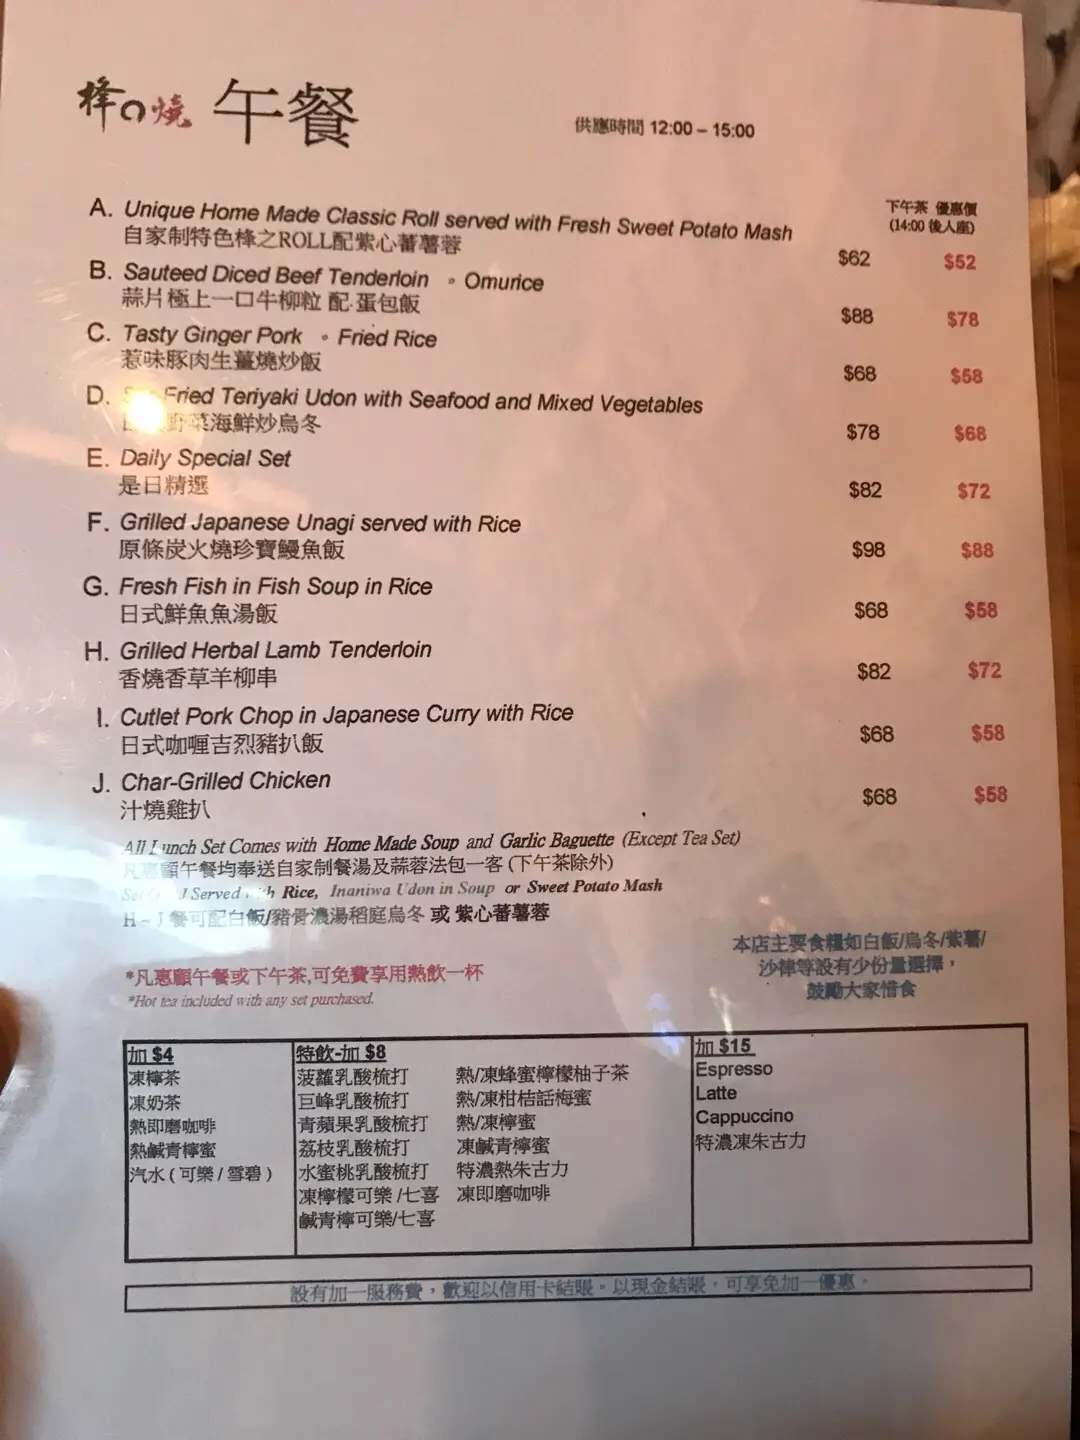 烽の燒 午餐
供應時間 12:00 – 15:00
下午茶 優惠價
(14:00 後入座)
A. Unique Home Made Classic Roll served with Fresh Sweet Potato Mash
自家制特色烽之ROLL配紫心蕃薯蓉
$62 $52
B. Sauteed Diced Beef Tenderloin 。 Omurice
蒜片極上一口牛柳粒 配.蛋包飯
$88 $78
C. Tasty Ginger Pork 。 Fried Rice
惹味豚肉生薑燒炒飯
$68 $58
D. Fried Teriyaki Udon with Seafood and Mixed Vegetables
野菜海鮮炒烏冬
$78 $68
E. Daily Special Set
是日精選
$82 $72
F. Grilled Japanese Unagi served with Rice
原條炭火燒珍寶鰻魚飯
$98 $88
G. Fresh Fish in Fish Soup in Rice
日式鮮魚魚湯飯
$68 $58
H. Grilled Herbal Lamb Tenderloin
香燒香草羊柳串
$82 $72
I. Cutlet Pork Chop in Japanese Curry with Rice
日式咖喱吉烈豬扒飯
$68 $58
J. Char-Grilled Chicken
汁燒雞扒
$68 $58
All Lunch Set Comes with Home Made Soup and Garlic Baguette (Except Tea Set)
凡惠顧午餐均奉送自家制餐湯及蒜蓉法包一客 (下午茶除外)
J Served Rice, Inaniwa Udon in Soup or Sweet Potato Mash
H ~ J 餐可配白飯/豬骨濃湯稻庭烏冬 或 紫心蕃薯蓉
本店主要食糧如白飯/烏冬/紫薯/
沙律等設有少份量選擇，
鼓勵大家惜食
*凡惠顧午餐或下午茶,可免費享用熱飲一杯
*Hot tea included with any set purchased.
加 $4
凍檸茶
凍奶茶
熱即磨咖啡
熱鹹青檸蜜
汽水 ( 可樂 / 雪碧 )
特飲-加 $8
菠蘿乳酸梳打 熱/凍蜂蜜檸檬柚子茶
巨峰乳酸梳打 熱/凍柑桔話梅蜜
青蘋果乳酸梳打 熱/凍檸蜜
荔枝乳酸梳打 凍鹹青檸蜜
水蜜桃乳酸梳打 特濃熱朱古力
凍檸檬可樂 /七喜 凍即磨咖啡
鹹青檸可樂/七喜
加 $15
Espresso
Latte
Cappuccino
特濃凍朱古力
設有加一服務費，歡迎以信用卡結賬。以現金結賬，可享免加一優惠。